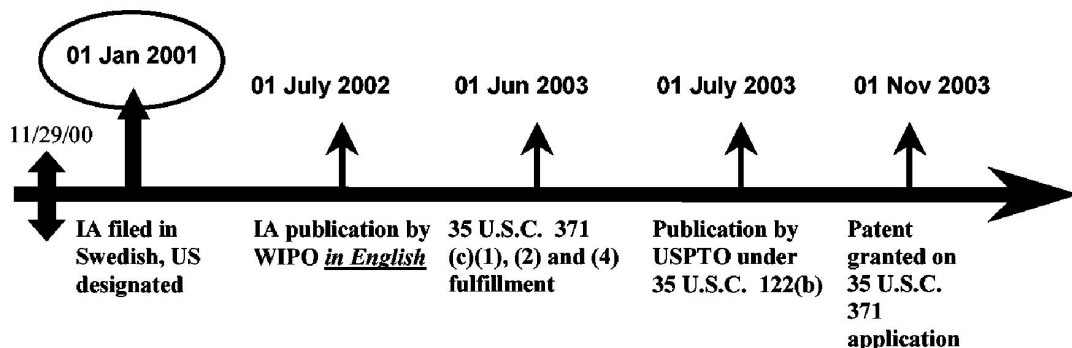 01 Jan 2001
01 July 2002
01 Jun 2003
01 July 2003
01 Nov 2003
11/29/00
IA filed in
Swedish, US
designated
IA publication by
WIPO in English
35 U.S.C. 371
(c)(1), (2) and (4)
fulfillment
Publication by
USPTO under
35 U.S.C. 122(b)
Patent
granted on
35 U.S.C.
371
application